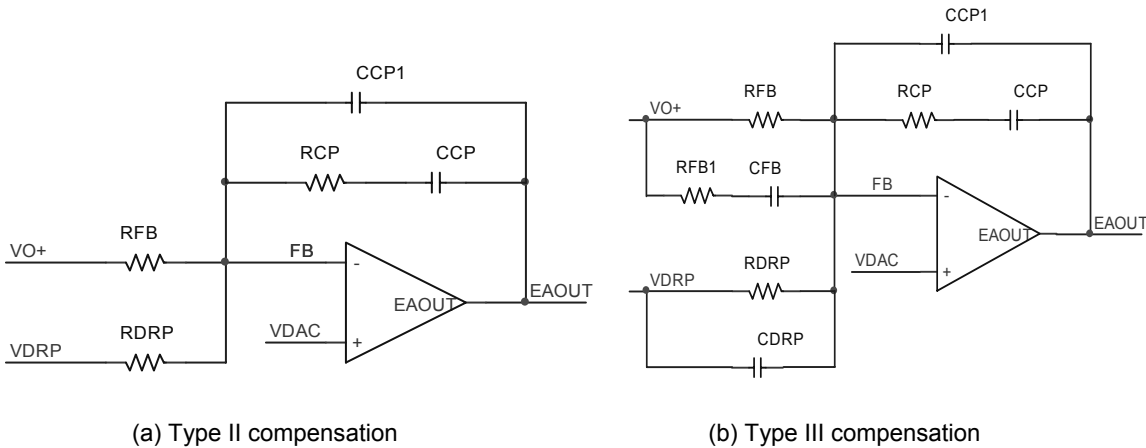 CCP1
RCP
CCP
RFB
VO+
FB
-
EAOUT
EAOUT
VDAC
+
RDRP
VDRP
(a) Type II compensation
CCP1
RFB
RCP
CCP
VO+
RFB1
CFB
FB
-
EAOUT
EAOUT
VDAC
+
RDRP
VDRP
CDRP
(b) Type III compensation